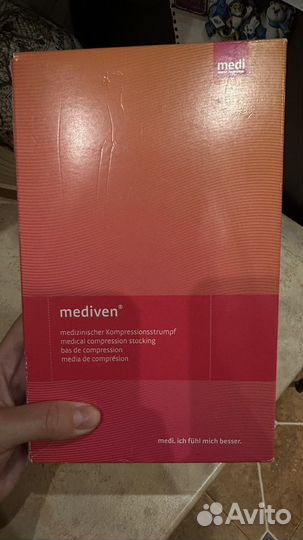 medi
mediven®
medizinischer Kompressionsstrumpf
medical compression stocking
bas de compression
media de compresión
medi. ich fühl mich besser.
Avito